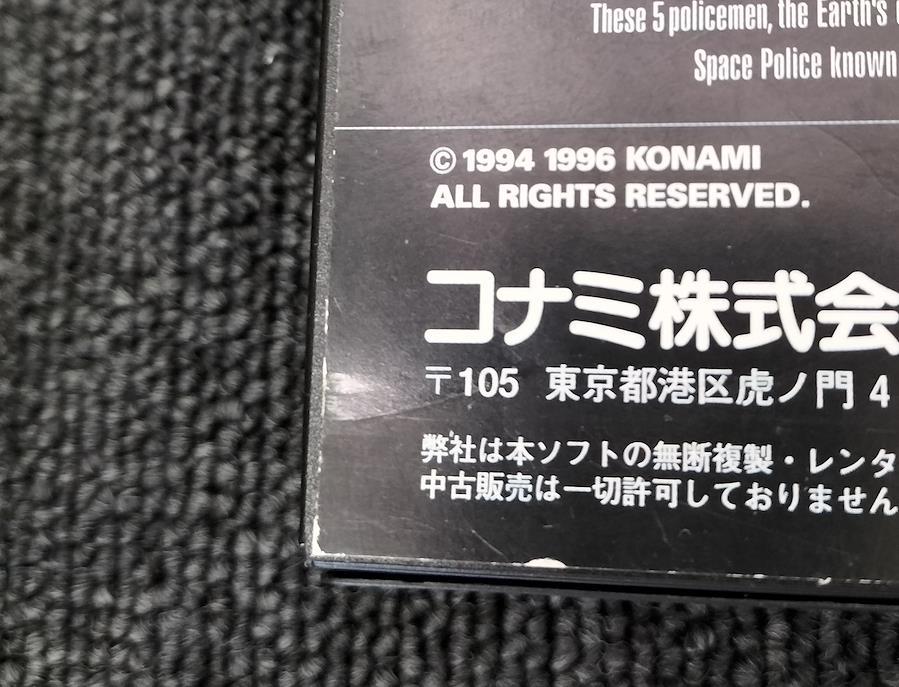 These 5 policemen, the Earth's
Space Police known
© 1994 1996 KONAMI
ALL RIGHTS RESERVED.
コナミ株式会
〒105 東京都港区虎ノ門 4
弊社は本ソフトの無断複製・レンタ
中古販売は一切許可しておりません